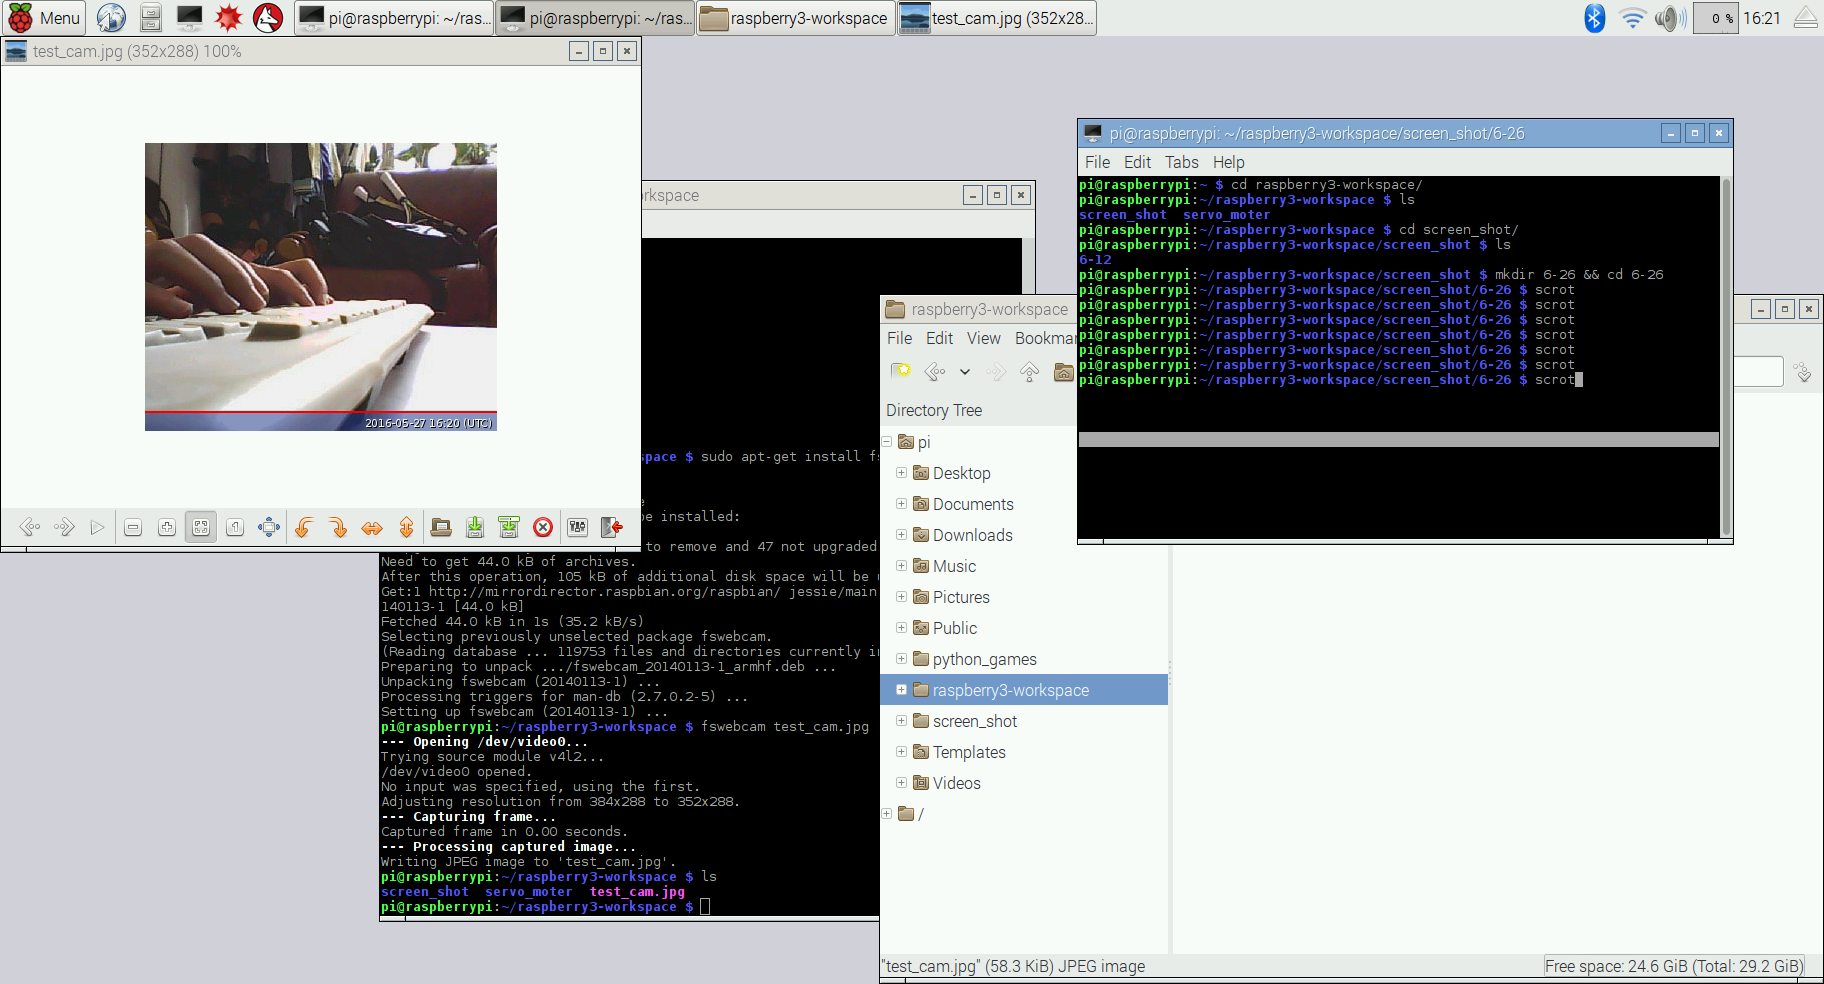 Menu
pi@raspberrypi: ~/ras...
pi@raspberrypi: ~/ras...
raspberry3-workspace
test_cam.jpg (352x28...
0 %
16:21
test_cam.jpg (352x288) 100%
2016-05-27 16:20 (UTC)
rkspace
pace $ sudo apt-get install fs
e
be installed:
to remove and 47 not upgraded
Need to get 44.0 kB of archives.
After this operation, 105 kB of additional disk space will be
Get:1 http://mirrordirector.raspbian.org/raspbian/ jessie/main
140113-1 [44.0 kB]
Fetched 44.0 kB in 1s (35.2 kB/s)
Selecting previously unselected package fswebcam.
(Reading database ... 119753 files and directories currently in
Preparing to unpack .../fswebcam_20140113-1_armhf.deb ...
Unpacking fswebcam (20140113-1) ...
Processing triggers for man-db (2.7.0.2-5) ...
Setting up fswebcam (20140113-1) ...
pi@raspberrypi:~/raspberry3-workspace $ fswebcam test_cam.jpg
--- Opening /dev/video0...
Trying source module v4l2...
/dev/video0 opened.
No input was specified, using the first.
Adjusting resolution from 384x288 to 352x288.
--- Capturing frame...
Captured frame in 0.00 seconds.
--- Processing captured image...
Writing JPEG image to 'test_cam.jpg'.
pi@raspberrypi:~/raspberry3-workspace $ ls
screen_shot  servo_moter  test_cam.jpg
pi@raspberrypi:~/raspberry3-workspace $
raspberry3-workspace
File Edit View Bookmar
Directory Tree
pi
Desktop
Documents
Downloads
Music
Pictures
Public
python_games
raspberry3-workspace
screen_shot
Templates
Videos
/
"test_cam.jpg" (58.3 KiB) JPEG image
Free space: 24.6 GiB (Total: 29.2 GiB)
pi@raspberrypi: ~/raspberry3-workspace/screen_shot/6-26
File Edit Tabs Help
pi@raspberrypi:~ $ cd raspberry3-workspace/
pi@raspberrypi:~/raspberry3-workspace $ ls
screen_shot  servo_moter
pi@raspberrypi:~/raspberry3-workspace $ cd screen_shot/
pi@raspberrypi:~/raspberry3-workspace/screen_shot $ ls
6-12
pi@raspberrypi:~/raspberry3-workspace/screen_shot $ mkdir 6-26 && cd 6-26
pi@raspberrypi:~/raspberry3-workspace/screen_shot/6-26 $ scrot
pi@raspberrypi:~/raspberry3-workspace/screen_shot/6-26 $ scrot
pi@raspberrypi:~/raspberry3-workspace/screen_shot/6-26 $ scrot
pi@raspberrypi:~/raspberry3-workspace/screen_shot/6-26 $ scrot
pi@raspberrypi:~/raspberry3-workspace/screen_shot/6-26 $ scrot
pi@raspberrypi:~/raspberry3-workspace/screen_shot/6-26 $ scrot
pi@raspberrypi:~/raspberry3-workspace/screen_shot/6-26 $ scrot